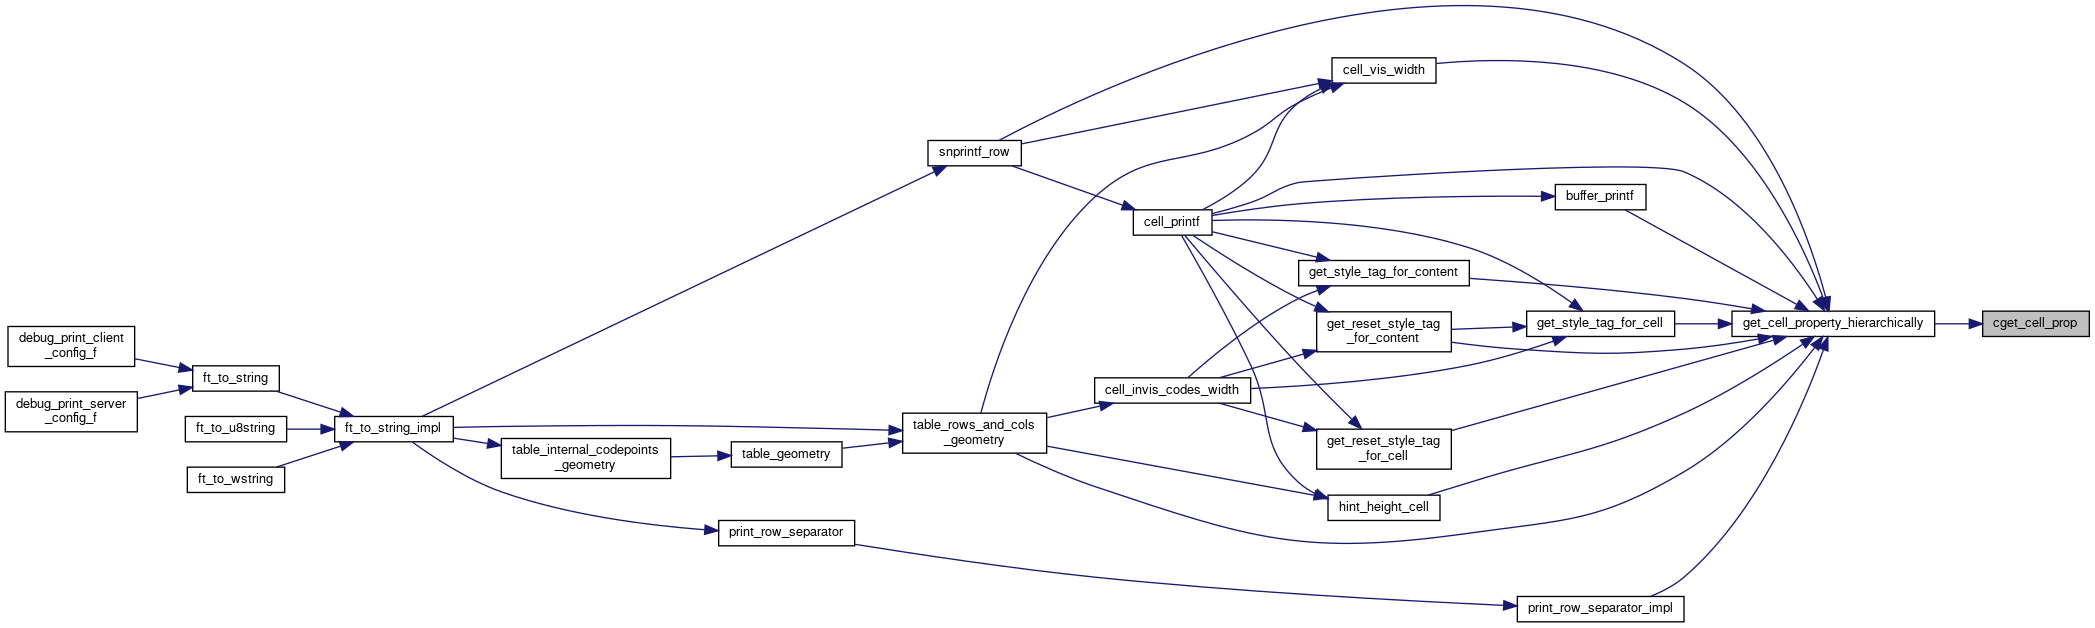 cell_vis_width
snprintf_row
buffer_printf
cell_printf
get_style_tag_for_content
get_reset_style_tag
_for_content
get_style_tag_for_cell
get_cell_property_hierarchically
cget_cell_prop
debug_print_client
_config_f
ft_to_string
debug_print_server
_config_f
cell_invis_codes_width
ft_to_u8string
ft_to_string_impl
table_rows_and_cols
_geometry
get_reset_style_tag
_for_cell
table_internal_codepoints
_geometry
table_geometry
ft_to_wstring
hint_height_cell
print_row_separator
print_row_separator_impl